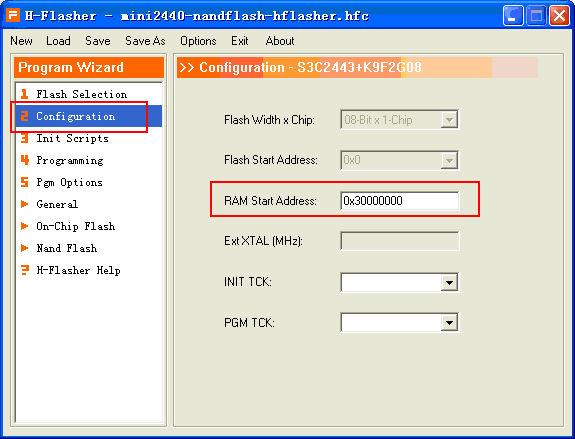 H-Flasher - mini2440-nandflash-hflasher.hfc
New Load Save Save As Options Exit About
Program Wizard
1 Flash Selection
2 Configuration
3 Init Scripts
4 Programming
5 Pgm Options
General
On-Chip Flash
Nand Flash
? H-Flasher Help
>> Configuration - S3C2443+K9F2G08
Flash Width x Chip: 08-Bit x 1-Chip
Flash Start Address: 0x0
RAM Start Address: 0x30000000
Ext XTAL (MHz):
INIT TCK:
PGM TCK: